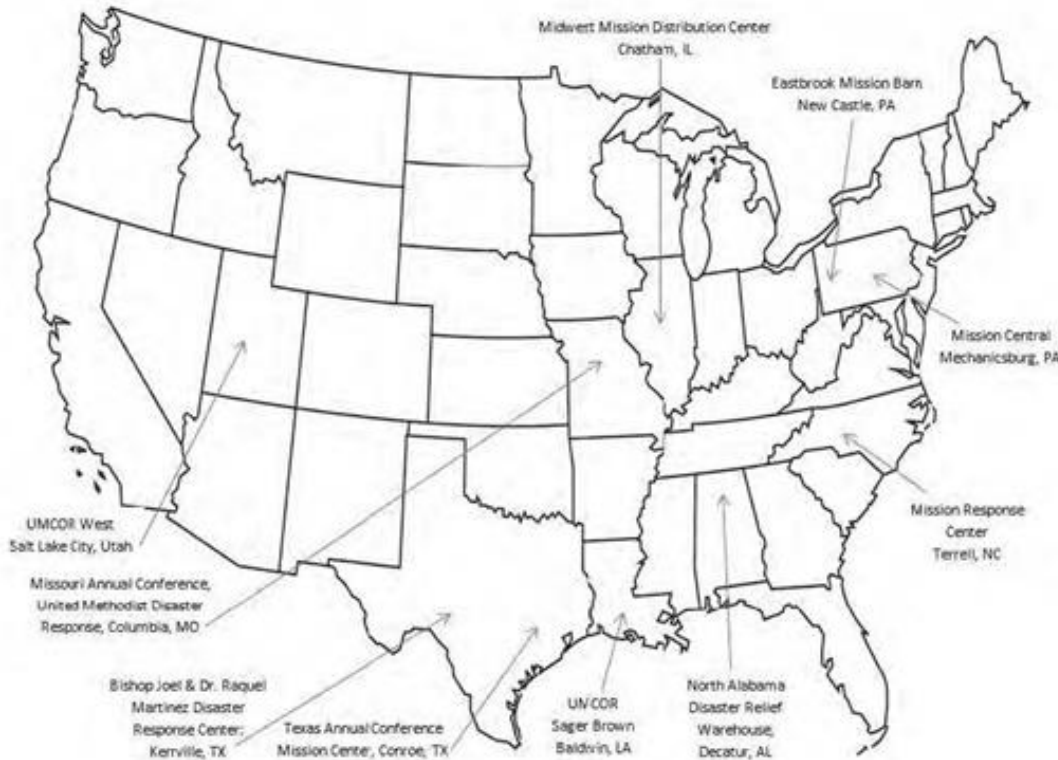 Midwest Mission Distribution Center
Chatham, IL
Eastbrook Mission Barn
New Castle, PA
Mission Central
Mechanicsburg, PA
Mission Response
Center
Terrell, NC
UMCOR West
Salt Lake City, Utah
Missouri Annual Conference,
United Methodist Disaster
Response, Columbia, MO
Bishop Joel & Dr. Raquel
Martinez Disaster
Response Center;
Kerrville, TX
Texas Annual Conference
Mission Center, Conroe, TX
UMCOR
Sager Brown
Baldwin, LA
North Alabama
Disaster Relief
Warehouse,
Decatur, AL